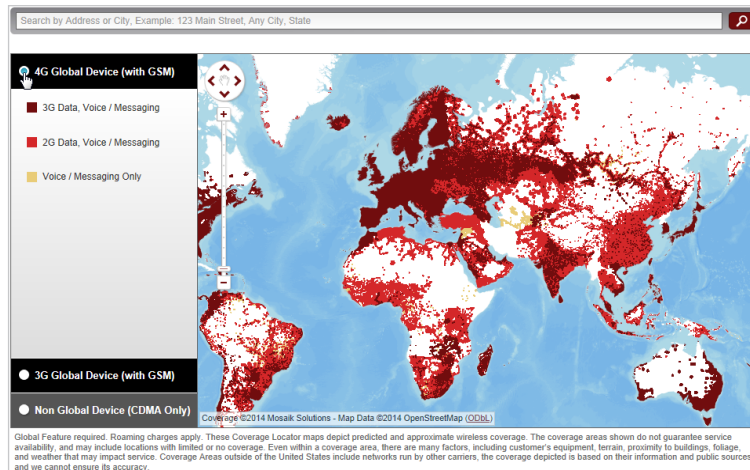 Search by Address or City, Example: 123 Main Street, Any City, State
4G Global Device (with GSM)
3G Data, Voice / Messaging
2G Data, Voice / Messaging
Voice / Messaging Only
3G Global Device (with GSM)
Non Global Device (CDMA Only)
Coverage ©2014 Mosaik Solutions - Map Data ©2014 OpenStreetMap (ODbL)
Global Feature required. Roaming charges apply. These Coverage Locator maps depict predicted and approximate wireless coverage. The coverage areas shown do not guarantee service
availability, and may include locations with limited or no coverage. Even within a coverage area, there are many factors, including customer's equipment, terrain, proximity to buildings, foliage,
and weather that may impact service. Coverage Areas outside of the United States include networks run by other carriers, the coverage depicted is based on their information and public sources,
and we cannot ensure its accuracy.